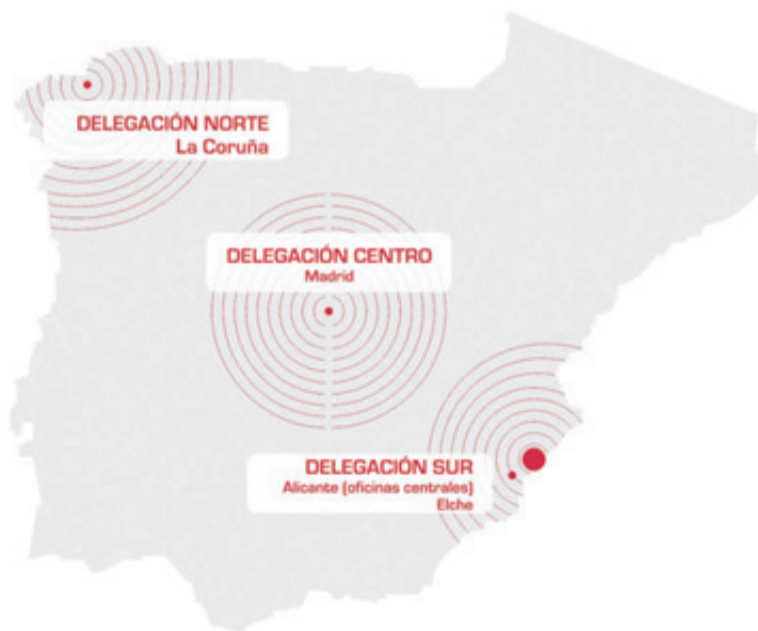 DELEGACIÓN NORTE
La Coruña
DELEGACIÓN CENTRO
Madrid
DELEGACIÓN SUR
Alicante (oficinas centrales)
Elche